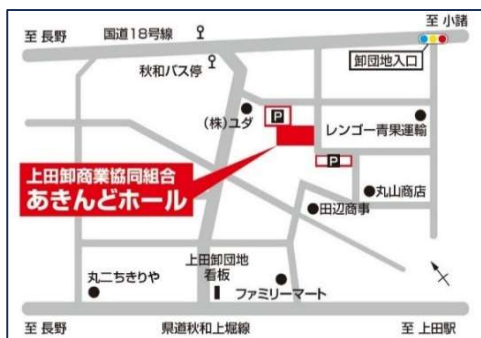 至 小諸
国道18号線
至 長野
卸団地入口
秋和バス停
P
(株)ユダ
レンゴー青果運輸
P
上田卸商業協同組合
あきんどホール
丸山商店
田辺商事
上田卸団地
看板
丸二ちきりや
ファミリーマート
至 長野
県道秋和上堀線
至 上田駅